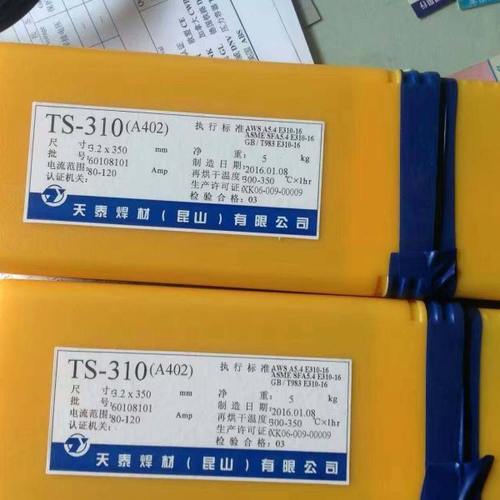 TS-310(A402)
执行标准:AWS A5.4 E310-16
ASME SFA5.4 E310-16
GB/T983 E310-16
尺寸:3.2x350 mm
净重: 5 kg
批号:60108101
制造日期:2016.01.08
电流范围:80-120 Amp
再烘干温度:300-350 ℃×1hr
认证机关:
生产许可证:XK06-009-00009
检验合格:03
天泰焊材(昆山)有限公司
TS-310(A402)
执行标准:AWS A5.4 E310-16
ASME SFA5.4 E310-16
GB/T983 E310-16
尺寸:3.2x350 mm
净重: 5 kg
批号:60108101
制造日期:2016.01.08
电流范围:80-120 Amp
再烘干温度:300-350 ℃×1hr
认证机关:
生产许可证:XK06-009-00009
检验合格:03
天泰焊材(昆山)有限公司